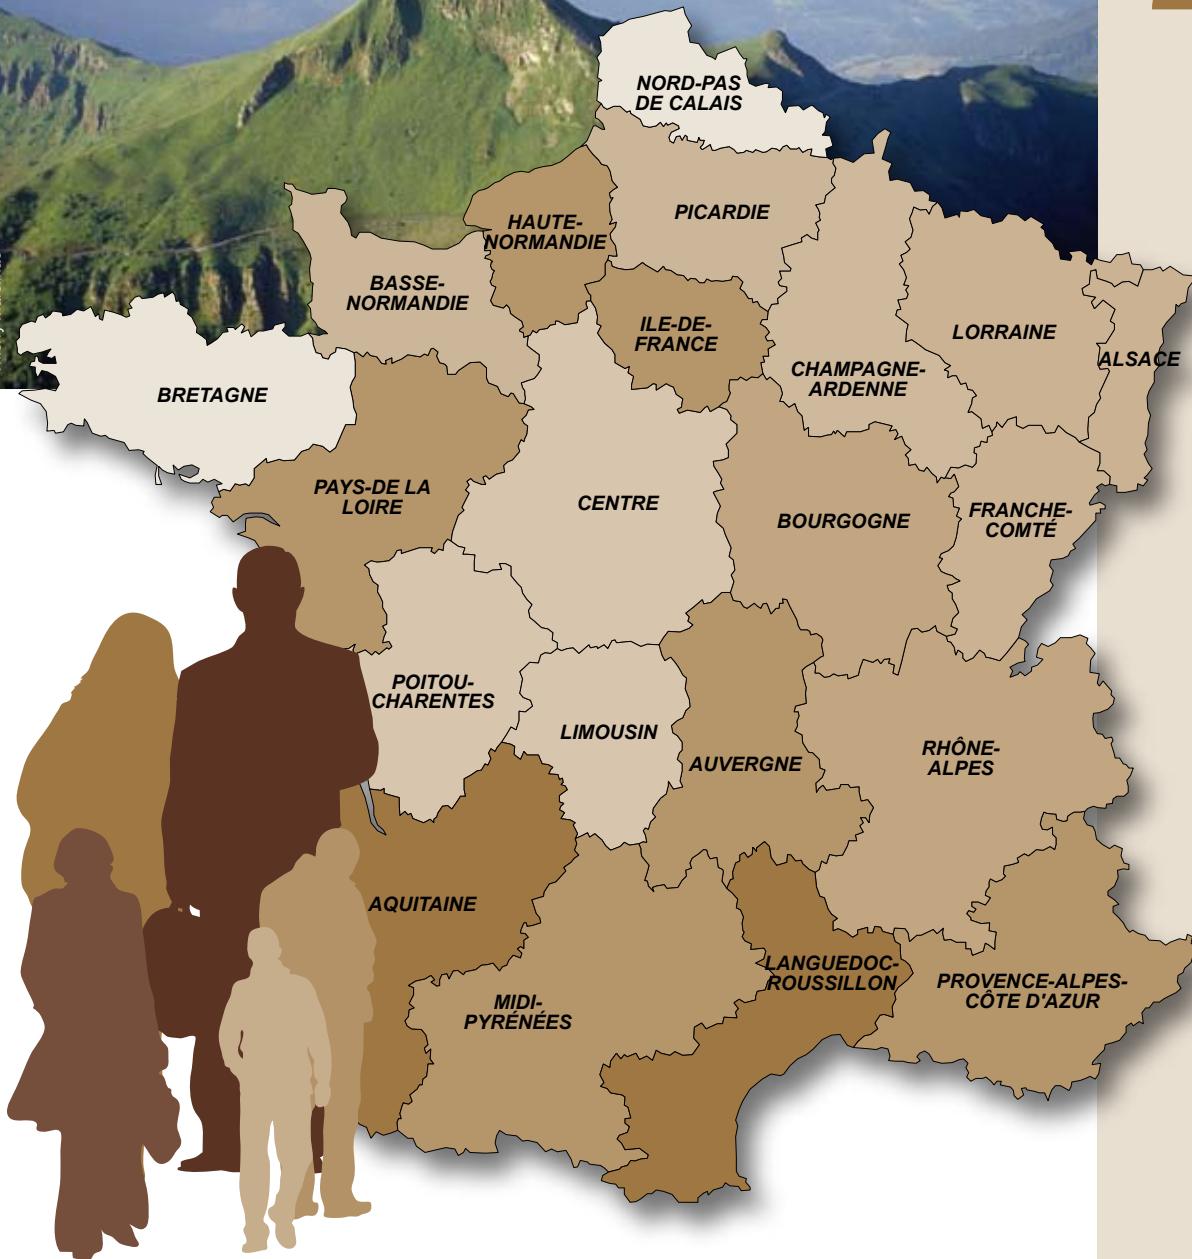 NORD-PAS
DE CALAIS
PICARDIE
HAUTE-
NORMANDIE
BASSE-
NORMANDIE
ILE-DE-
FRANCE
LORRAINE
ALSACE
CHAMPAGNE-
ARDENNE
BRETAGNE
PAYS-DE LA
LOIRE
CENTRE
BOURGOGNE
FRANCHE-
COMTÉ
POITOU-
CHARENTES
LIMOUSIN
AUVERGNE
RHÔNE-
ALPES
AQUITAINE
LANGUEDOC-
ROUSSILLON
PROVENCE-ALPES-
CÔTE D'AZUR
MIDI-
PYRÉNÉES